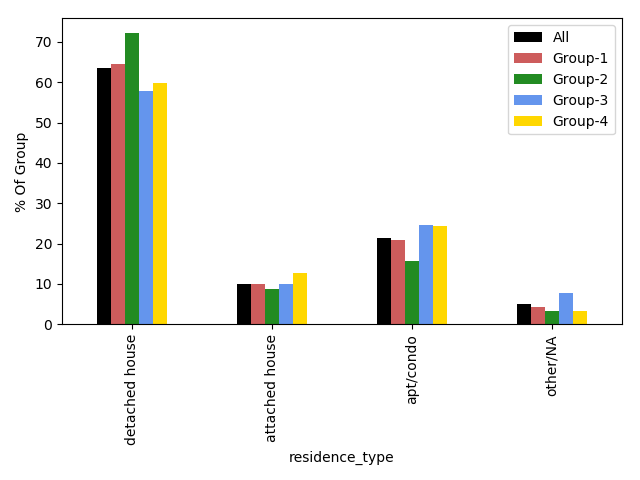 All
Group-1
Group-2
Group-3
Group-4
% Of Group
70
60
50
40
30
20
10
0
detached house
attached house
apt/condo
other/NA
residence_type